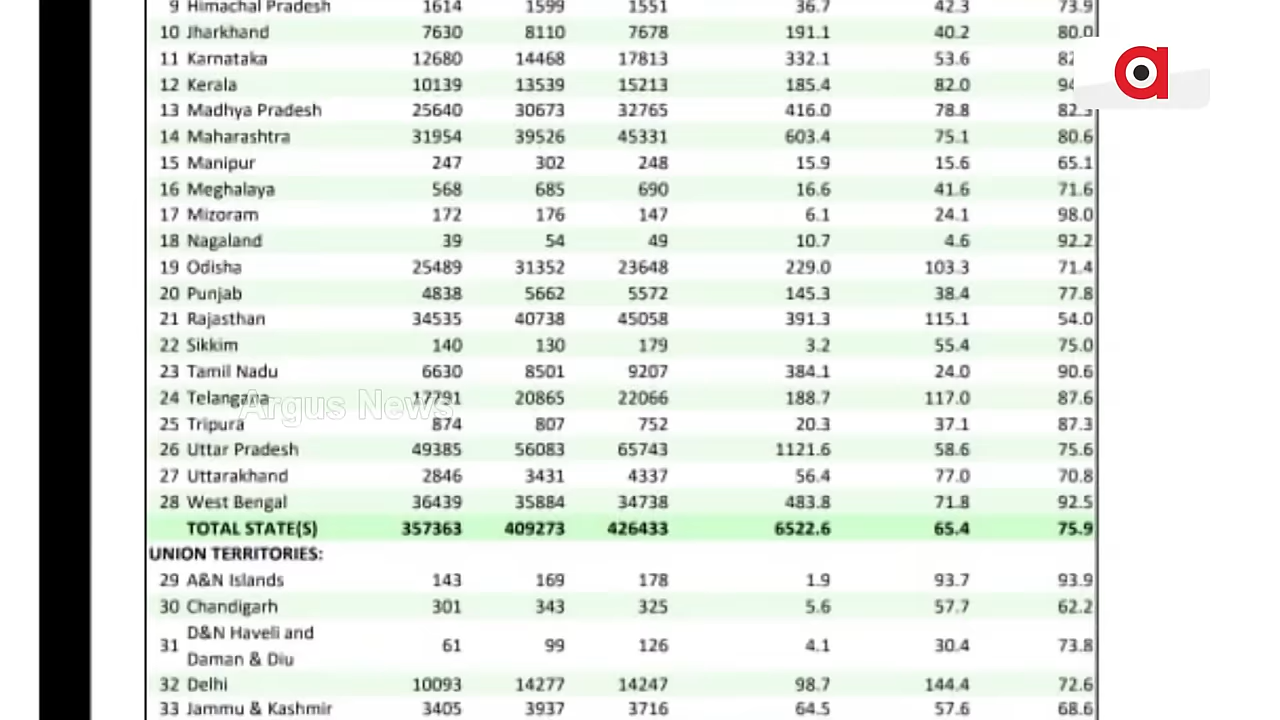 9 Himachal Pradesh 1614 1599 1551 36.7 42.3 73.9
10 Jharkhand 7630 8110 7678 191.1 40.2 80.0
11 Karnataka 12680 14468 17813 332.1 53.6
12 Kerala 10139 13539 15213 185.4 82.0
13 Madhya Pradesh 25640 30673 32765 416.0 78.8 82.3
14 Maharashtra 31954 39526 45331 603.4 75.1 80.6
15 Manipur 247 302 248 15.9 15.6 65.1
16 Meghalaya 568 685 690 16.6 41.6 71.6
17 Mizoram 172 176 147 6.1 24.1 98.0
18 Nagaland 39 54 49 10.7 4.6 92.2
19 Odisha 25489 31352 23648 229.0 103.3 71.4
20 Punjab 4838 5662 5572 145.3 38.4 77.8
21 Rajasthan 34535 40738 45058 391.3 115.1 54.0
22 Sikkim 140 130 179 3.2 55.4 75.0
23 Tamil Nadu 6630 8501 9207 384.1 24.0 90.6
24 Telangana 17791 20865 22066 188.7 117.0 87.6
Argus News
25 Tripura 874 807 752 20.3 37.1 87.3
26 Uttar Pradesh 49385 56083 65743 1121.6 58.6 75.6
27 Uttarakhand 2846 3431 4337 56.4 77.0 70.8
28 West Bengal 36439 35884 34738 483.8 71.8 92.5
TOTAL STATE(S) 357363 409273 426433 6522.6 65.4 75.9
UNION TERRITORIES:
29 A&N Islands 143 169 178 1.9 93.7 93.9
30 Chandigarh 301 343 325 5.6 57.7 62.2
31 D&N Haveli and
Daman & Diu 61 99 126 4.1 30.4 73.8
32 Delhi 10093 14277 14247 98.7 144.4 72.6
33 Jammu & Kashmir 3405 3937 3716 64.5 57.6 68.6